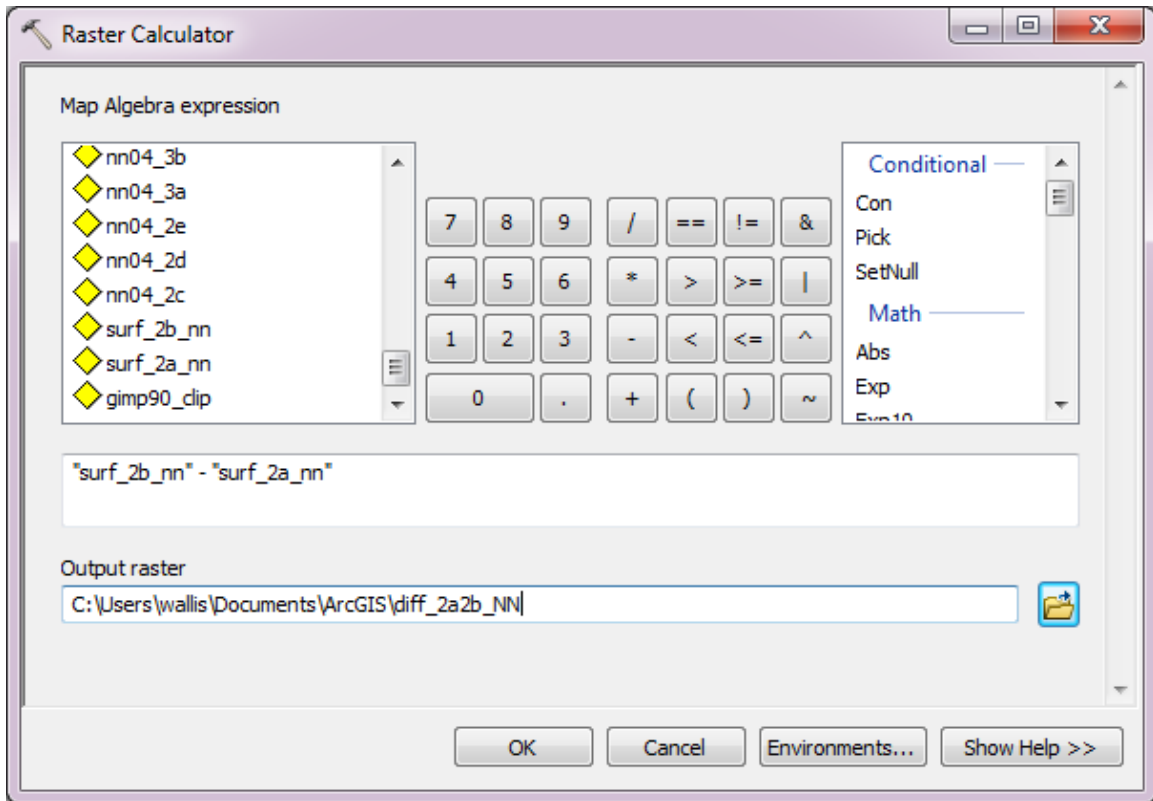 Raster Calculator
Map Algebra expression
nn04_3b
nn04_3a
nn04_2e
nn04_2d
nn04_2c
surf_2b_nn
surf_2a_nn
gimp90_clip
7 8 9 / == != &
4 5 6 * > >= |
1 2 3 - < <= ^
0 . + ( ) ~
Conditional
Con
Pick
SetNull
Math
Abs
Exp
Exp10
"surf_2b_nn" - "surf_2a_nn"
Output raster
C:\Users\wallis\Documents\ArcGIS\diff_2a2b_NN
OK Cancel Environments... Show Help >>